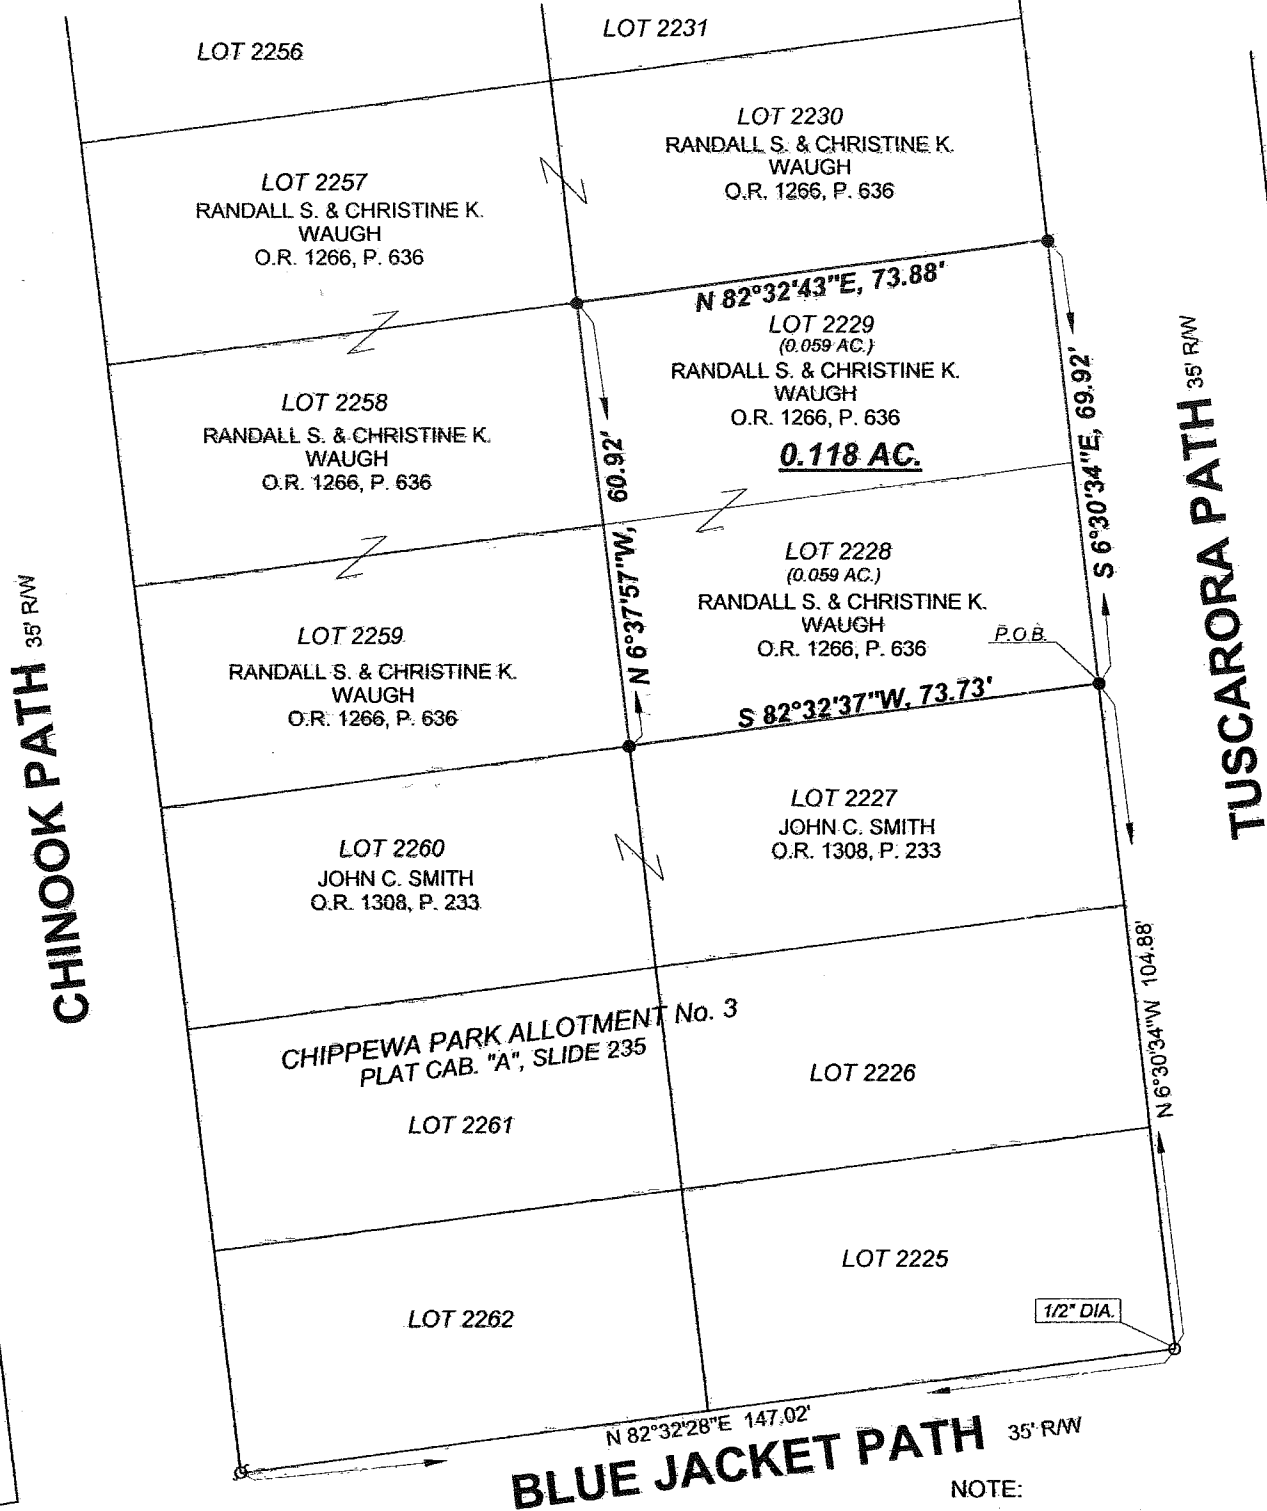 LOT 2256
LOT 2231
LOT 2230
RANDALL S. & CHRISTINE K.
WAUGH
O.R. 1266, P. 636
LOT 2257
RANDALL S. & CHRISTINE K.
WAUGH
O.R. 1266, P. 636
N 82°32'43"E, 73.88'
LOT 2229
(0.059 AC.)
RANDALL S. & CHRISTINE K.
WAUGH
O.R. 1266, P. 636
0.118 AC.
LOT 2258
RANDALL S. & CHRISTINE K.
WAUGH
O.R. 1266, P. 636
N 6°37'57"W, 60.92'
S 6°30'34"E, 69.92'
TUSCARORA PATH 35' R/W
LOT 2228
(0.059 AC.)
RANDALL S. & CHRISTINE K.
WAUGH
O.R. 1266, P. 636
P.O.B.
S 82°32'37"W, 73.73'
LOT 2259
RANDALL S. & CHRISTINE K.
WAUGH
O.R. 1266, P. 636
CHINOOK PATH 35' R/W
LOT 2227
JOHN C. SMITH
O.R. 1308, P. 233
LOT 2260
JOHN C. SMITH
O.R. 1308, P. 233
N 6°30'34"W 104.88'
CHIPPEWA PARK ALLOTMENT No. 3
PLAT CAB. "A", SLIDE 235
LOT 2226
LOT 2261
LOT 2225
LOT 2262
1/2" DIA.
N 82°32'28"E 147.02'
BLUE JACKET PATH 35' R/W
NOTE: